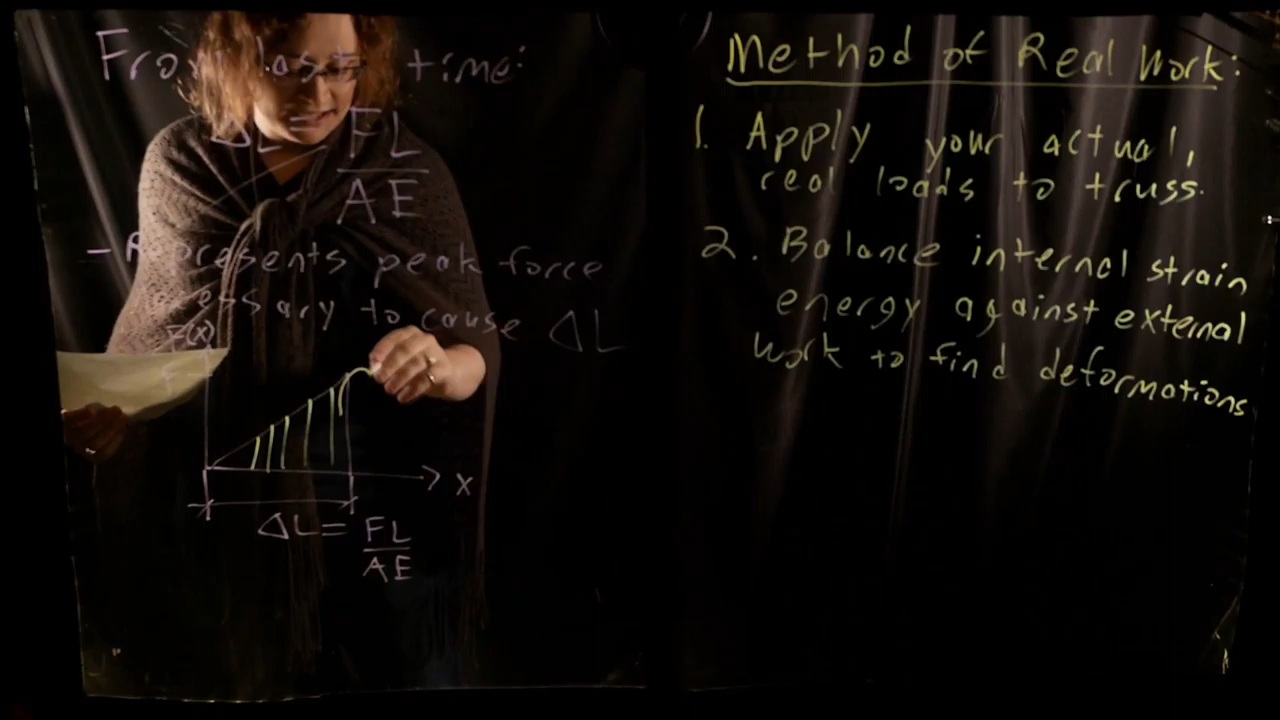 From last time:
ΔL = FL
AE
- Represents peak force
necessary to cause ΔL
F(x)
F
x
ΔL = FL
AE
Method of Real Work:
1. Apply your actual,
real loads to truss.
2. Balance internal strain
energy against external
work to find deformations